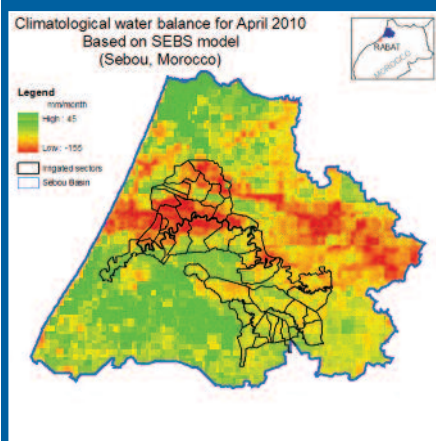 Climatological water balance for April 2010
Based on SEBS model
(Sebou, Morocco)
RABAT
MOROCCO
Legend
mm/month
High : 45
Low : -155
Irrigated sectors
Sebou Basin